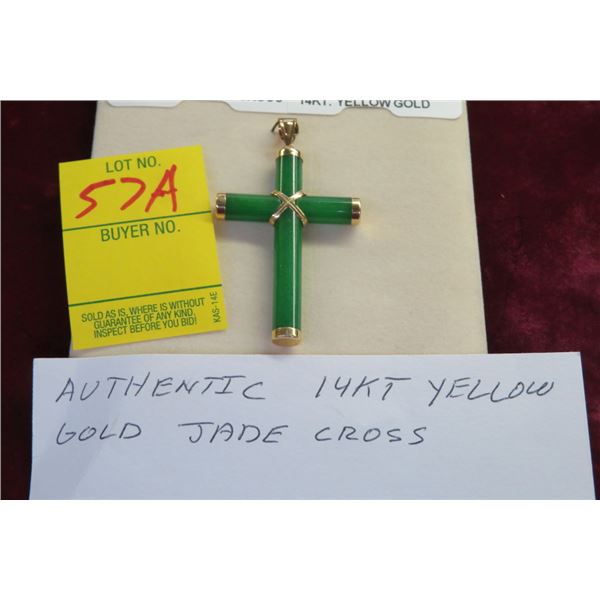 14KT. YELLOW GOLD
LOT NO.
57A
BUYER NO.
SOLD AS IS, WHERE IS WITHOUT
GUARANTEE OF ANY KIND.
INSPECT BEFORE YOU BID!
KAS-14E
AUTHENTIC 14KT YELLOW
GOLD JADE CROSS